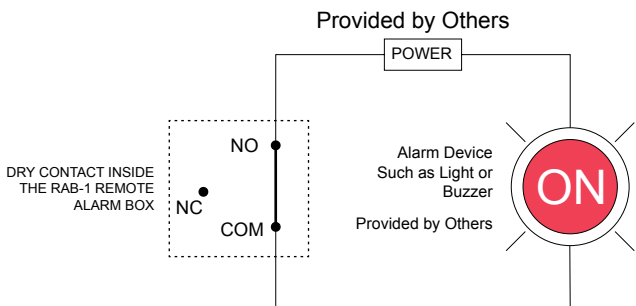 Provided by Others
POWER
NO
DRY CONTACT INSIDE
THE RAB-1 REMOTE
ALARM BOX
NC
COM
Alarm Device
Such as Light or
Buzzer
Provided by Others
ON